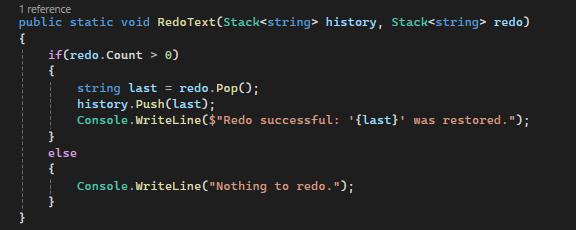 1 reference
public static void RedoText(Stack<string> history, Stack<string> redo)
{
    if(redo.Count > 0)
    {
        string last = redo.Pop();
        history.Push(last);
        Console.WriteLine($"Redo successful: '{last}' was restored.");
    }
    else
    {
        Console.WriteLine("Nothing to redo.");
    }
}